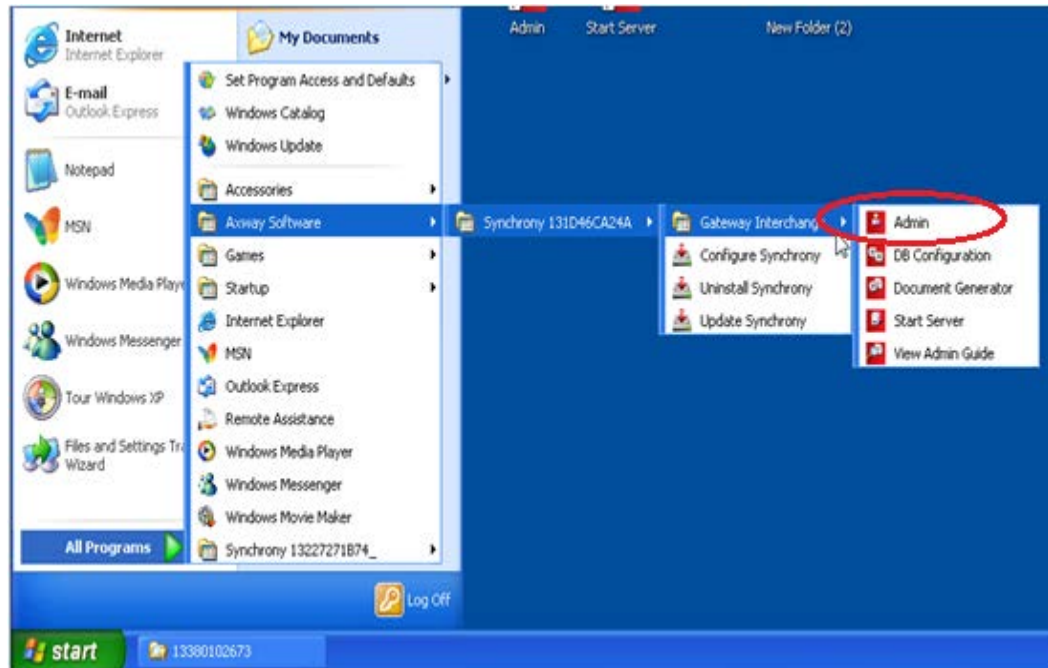 Internet
Internet Explorer
E-mail
Outlook Express
Notepad
MSN
Windows Media Playe
Windows Messenger
Tour Windows XP
Files and Settings Tra
Wizard
All Programs
My Documents
Set Program Access and Defaults
Windows Catalog
Windows Update
Accessories
Axway Software
Games
Startup
Internet Explorer
MSN
Outlook Express
Remote Assistance
Windows Media Player
Windows Messenger
Windows Movie Maker
Synchrony 13227271B74_
Synchrony 131D46CA24A
Gateway Interchang
Configure Synchrony
Uninstall Synchrony
Update Synchrony
Admin
DB Configuration
Document Generator
Start Server
View Admin Guide
Admin
Start Server
New Folder (2)
Log Off
start
13380102673